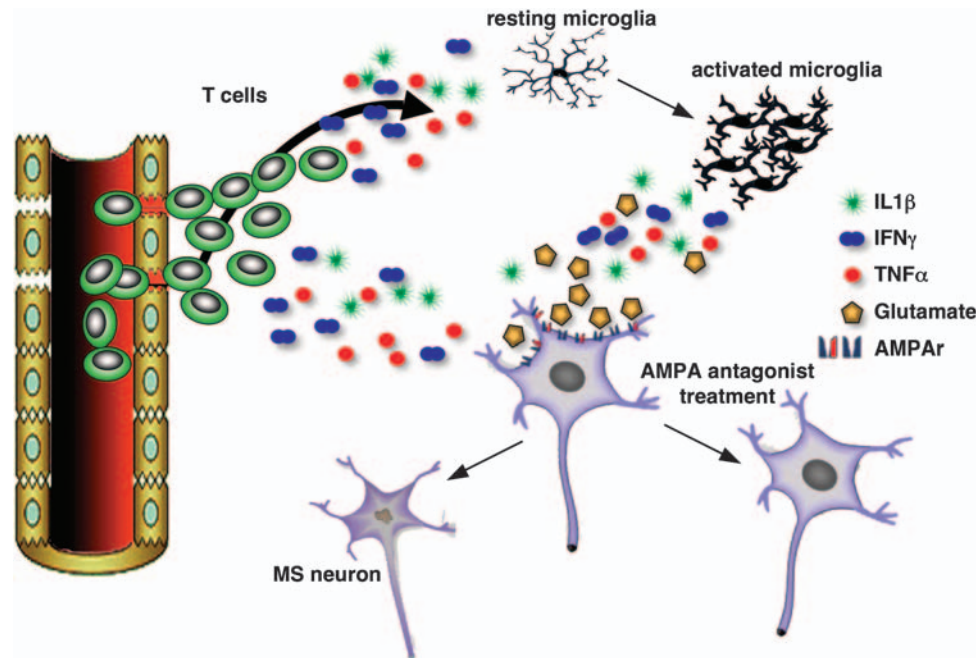 resting microglia
T cells
activated microglia
IL1β
IFNγ
TNFα
Glutamate
AMPAr
AMPA antagonist
treatment
MS neuron